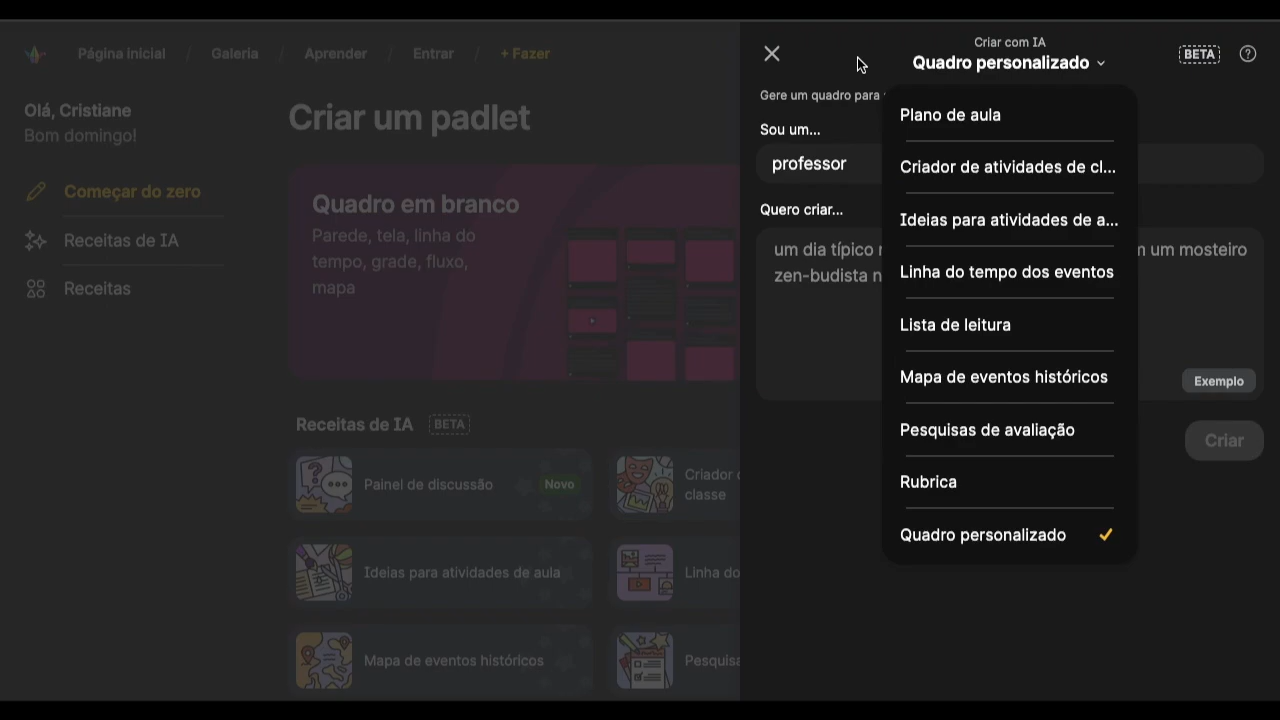 Página inicial / Galeria / Aprender / Entrar / + Fazer
Olá, Cristiane
Bom domingo!
Começar do zero
Receitas de IA
Receitas
Criar um padlet
Quadro em branco
Parede, tela, linha do
tempo, grade, fluxo,
mapa
Receitas de IA BETA
Painel de discussão Novo
Criador
classe
Ideias para atividades de aula
Linha do
Mapa de eventos históricos
Pesquisa
Criar com IA
Quadro personalizado
BETA
Gere um quadro para
Sou um...
professor
Quero criar...
um dia típico
m um mosteiro
zen-budista n
Exemplo
Criar
Plano de aula
Criador de atividades de cl...
Ideias para atividades de a...
Linha do tempo dos eventos
Lista de leitura
Mapa de eventos históricos
Pesquisas de avaliação
Rubrica
Quadro personalizado